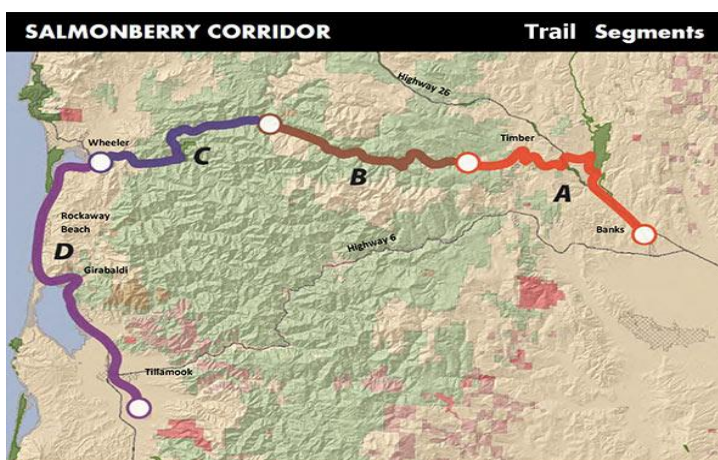 SALMONBERRY CORRIDOR
Trail Segments
Highway 26
Wheeler
Timber
C
B
A
Rockaway
Beach
Banks
Highway 6
D
Girabaldi
Tillamook